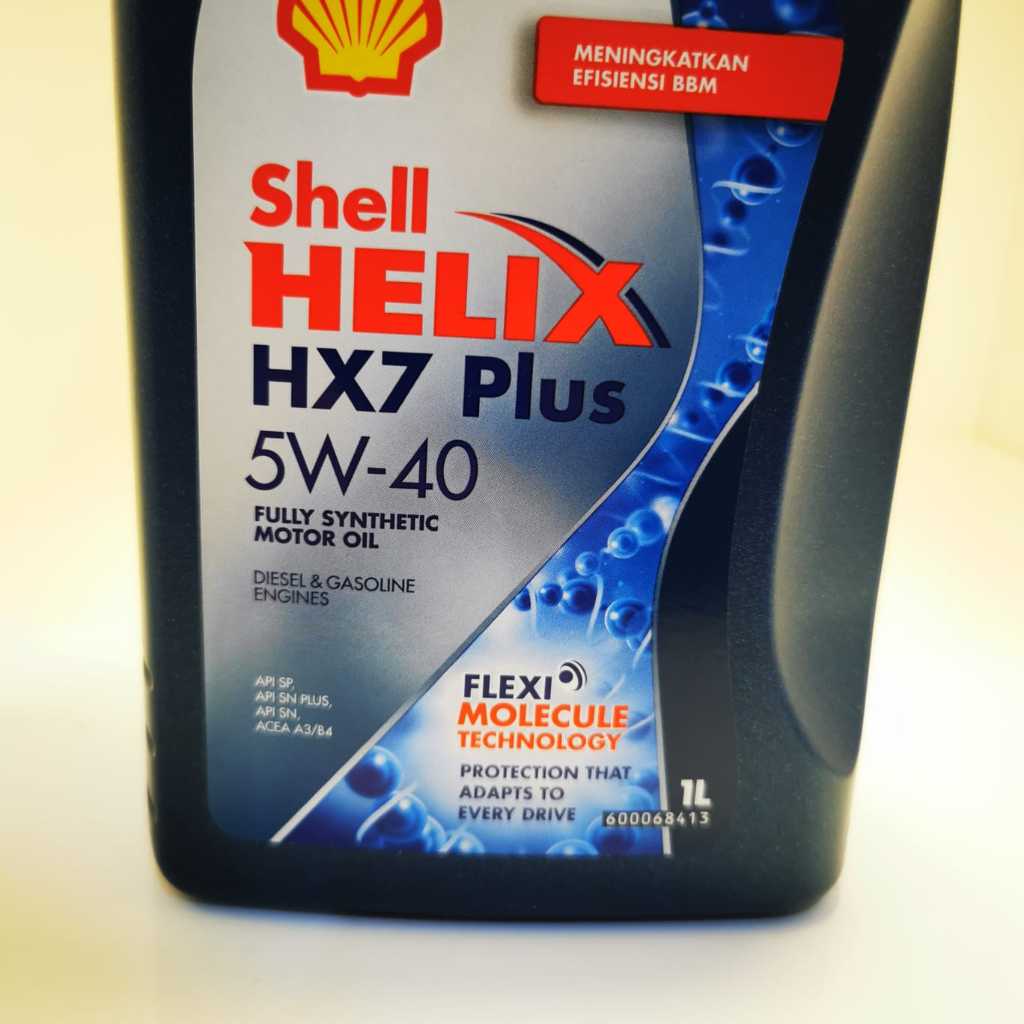 MENINGKATKAN
EFISIENSI BBM
Shell
HELIX
HX7 Plus
5W-40
FULLY SYNTHETIC
MOTOR OIL
DIESEL & GASOLINE
ENGINES
API SP,
API SN PLUS,
API SN,
ACEA A3/B4
FLEXI
MOLECULE
TECHNOLOGY
PROTECTION THAT
ADAPTS TO
EVERY DRIVE
1L
600068413